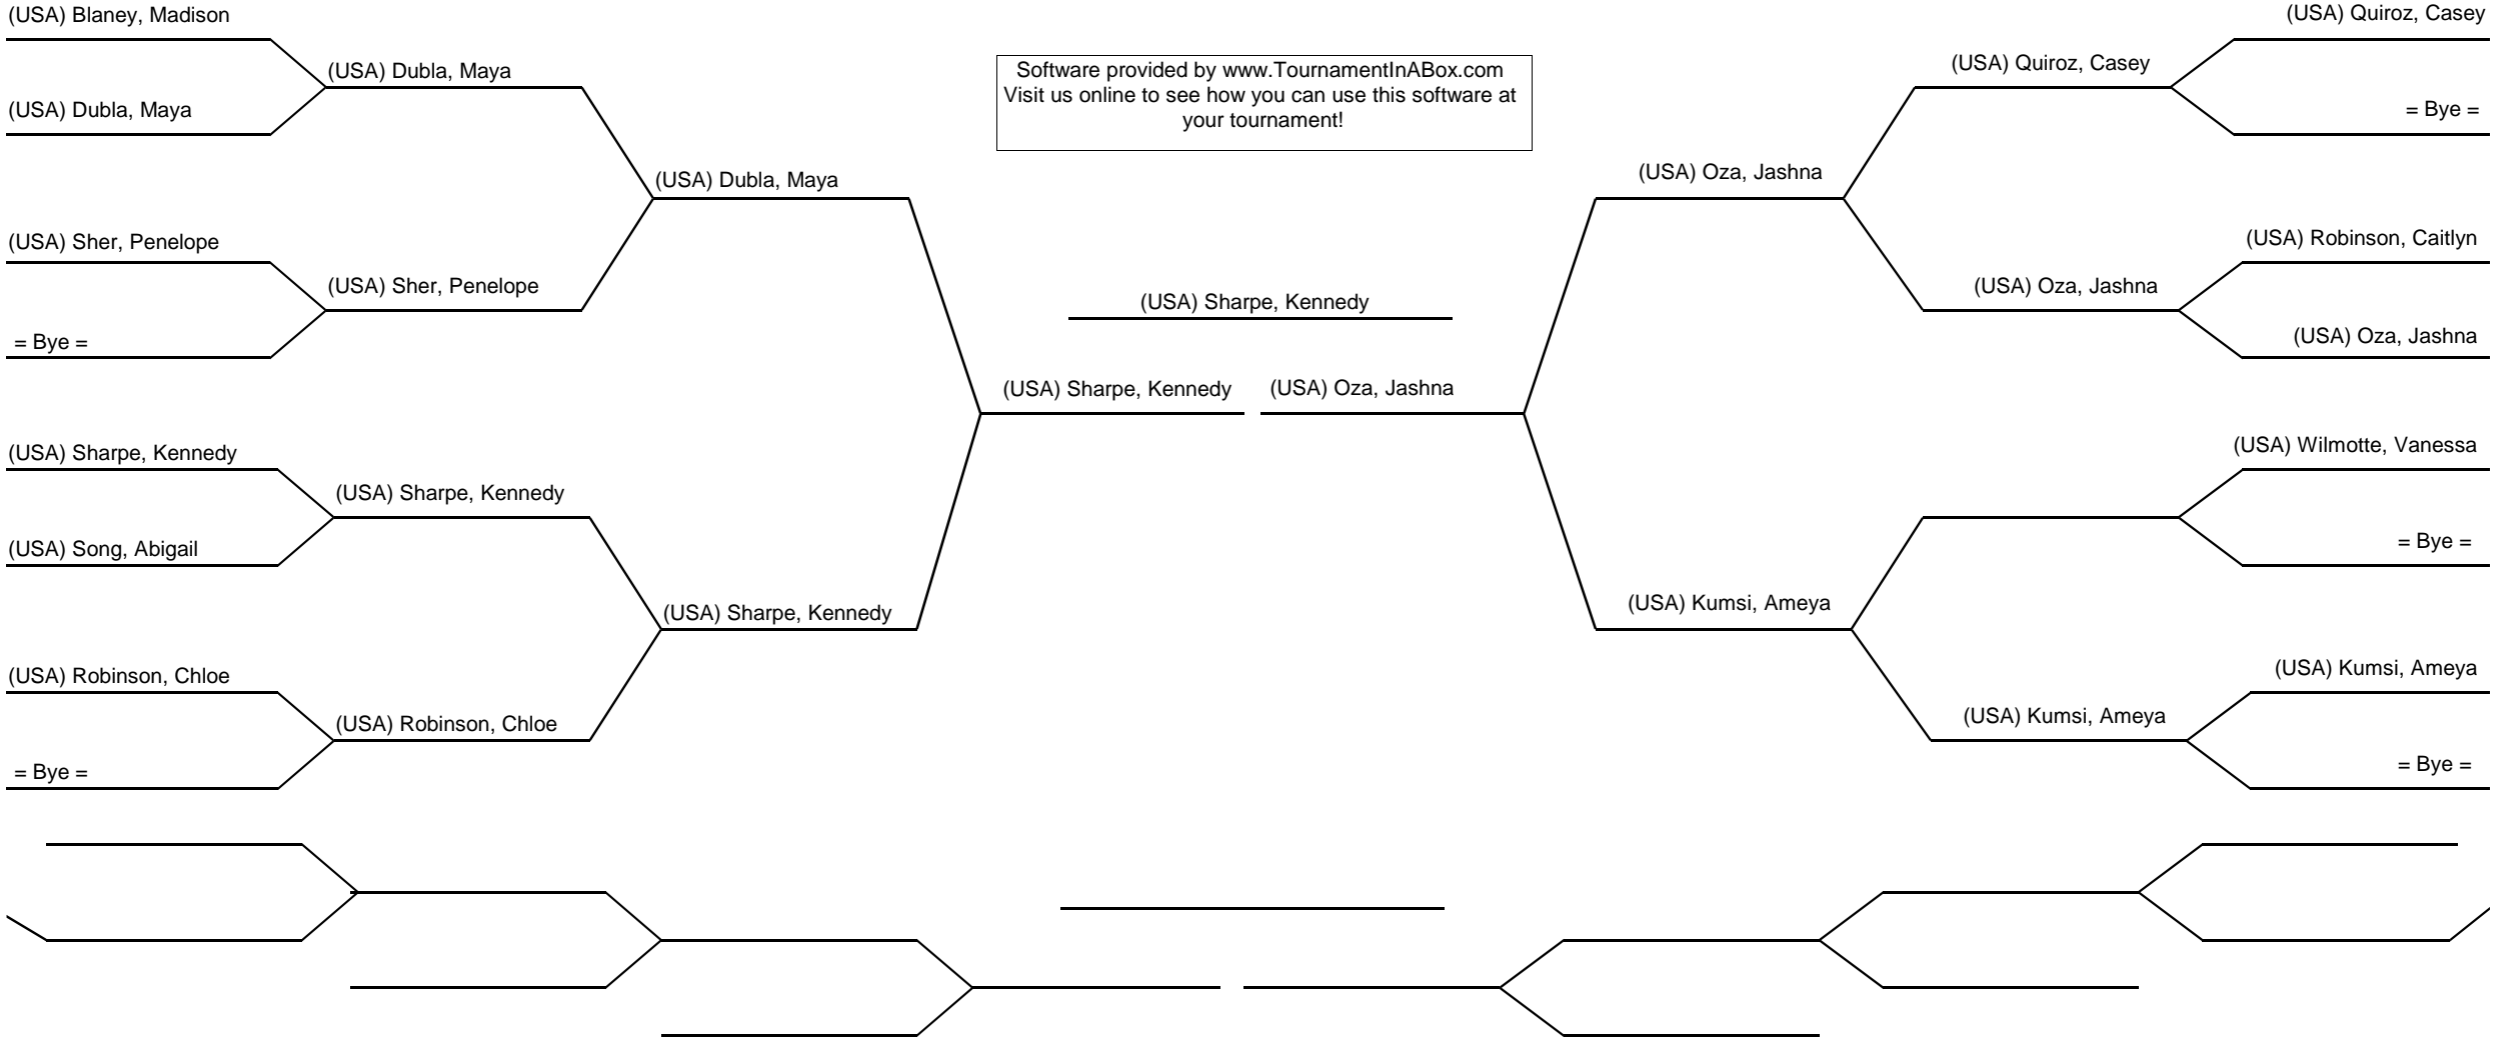 (USA) Blaney, Madison
(USA) Quiroz, Casey
(USA) Dubla, Maya
Software provided by www.TournamentInABox.com
Visit us online to see how you can use this software at
your tournament!
(USA) Quiroz, Casey
(USA) Dubla, Maya
= Bye =
(USA) Dubla, Maya
(USA) Oza, Jashna
(USA) Sher, Penelope
(USA) Robinson, Caitlyn
(USA) Sher, Penelope
(USA) Sharpe, Kennedy
(USA) Oza, Jashna
= Bye =
(USA) Oza, Jashna
(USA) Sharpe, Kennedy
(USA) Oza, Jashna
(USA) Sharpe, Kennedy
(USA) Wilmotte, Vanessa
(USA) Sharpe, Kennedy
(USA) Song, Abigail
= Bye =
(USA) Sharpe, Kennedy
(USA) Kumsi, Ameya
(USA) Robinson, Chloe
(USA) Kumsi, Ameya
(USA) Robinson, Chloe
(USA) Kumsi, Ameya
= Bye =
= Bye =